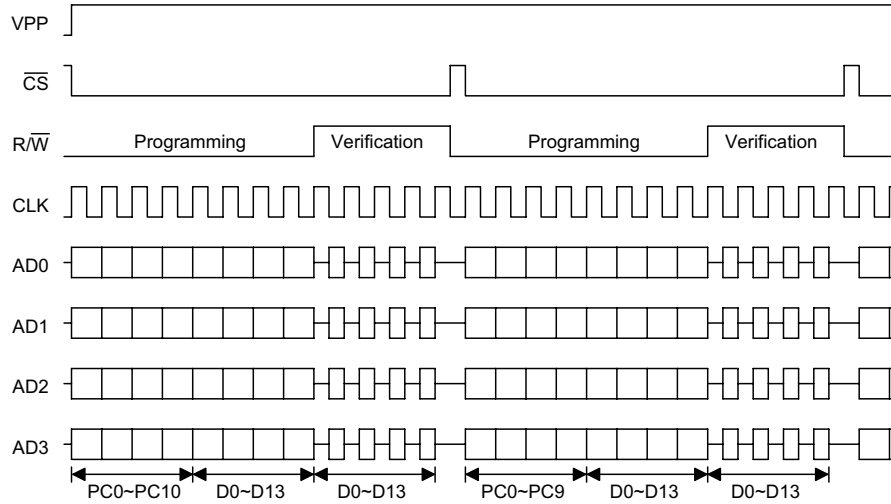 VPP
CS
R/W
Programming Verification Programming Verification
CLK
AD0
AD1
AD2
AD3
PC0~PC10 D0~D13 D0~D13 PC0~PC9 D0~D13 D0~D13